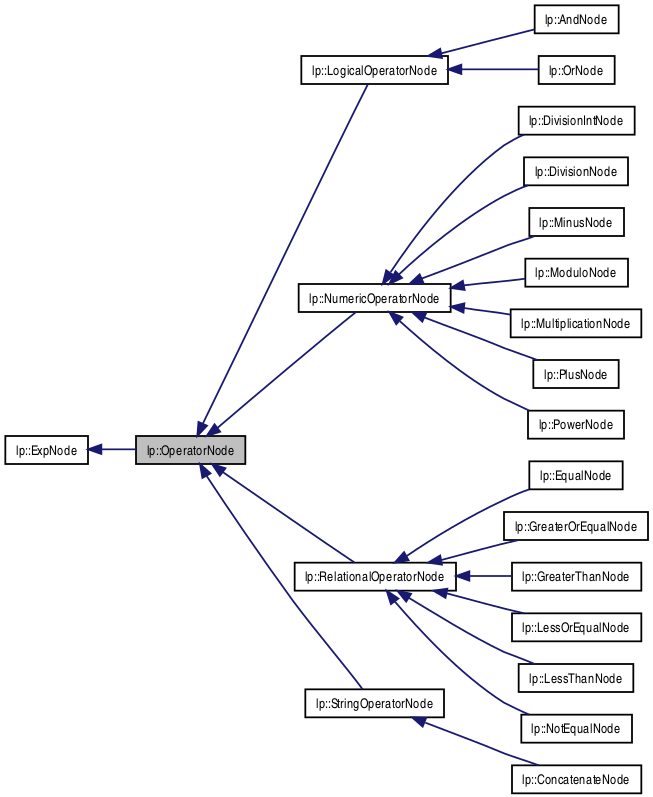 lp::AndNode
lp::LogicalOperatorNode
lp::OrNode
lp::DivisionIntNode
lp::DivisionNode
lp::MinusNode
lp::ModuloNode
lp::NumericOperatorNode
lp::MultiplicationNode
lp::PlusNode
lp::PowerNode
lp::ExpNode
lp::OperatorNode
lp::EqualNode
lp::GreaterOrEqualNode
lp::RelationalOperatorNode
lp::GreaterThanNode
lp::LessOrEqualNode
lp::LessThanNode
lp::StringOperatorNode
lp::NotEqualNode
lp::ConcatenateNode